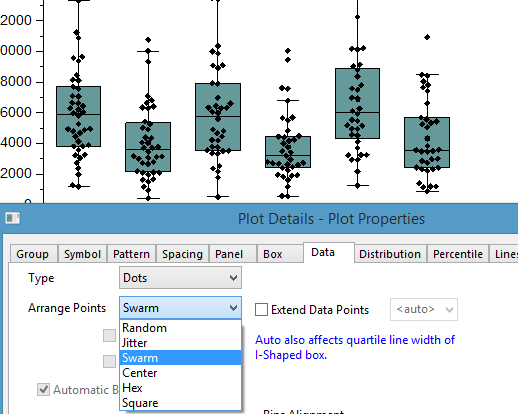 2000
0000
8000
6000
4000
2000
Plot Details - Plot Properties
Group Symbol Pattern Spacing Panel Box Data Distribution Percentile Lines
Type Dots
Arrange Points Swarm Extend Data Points <auto>
Random
Jitter
Swarm
Center
Hex
Square
Auto also affects quartile line width of
I-Shaped box.
Automatic B